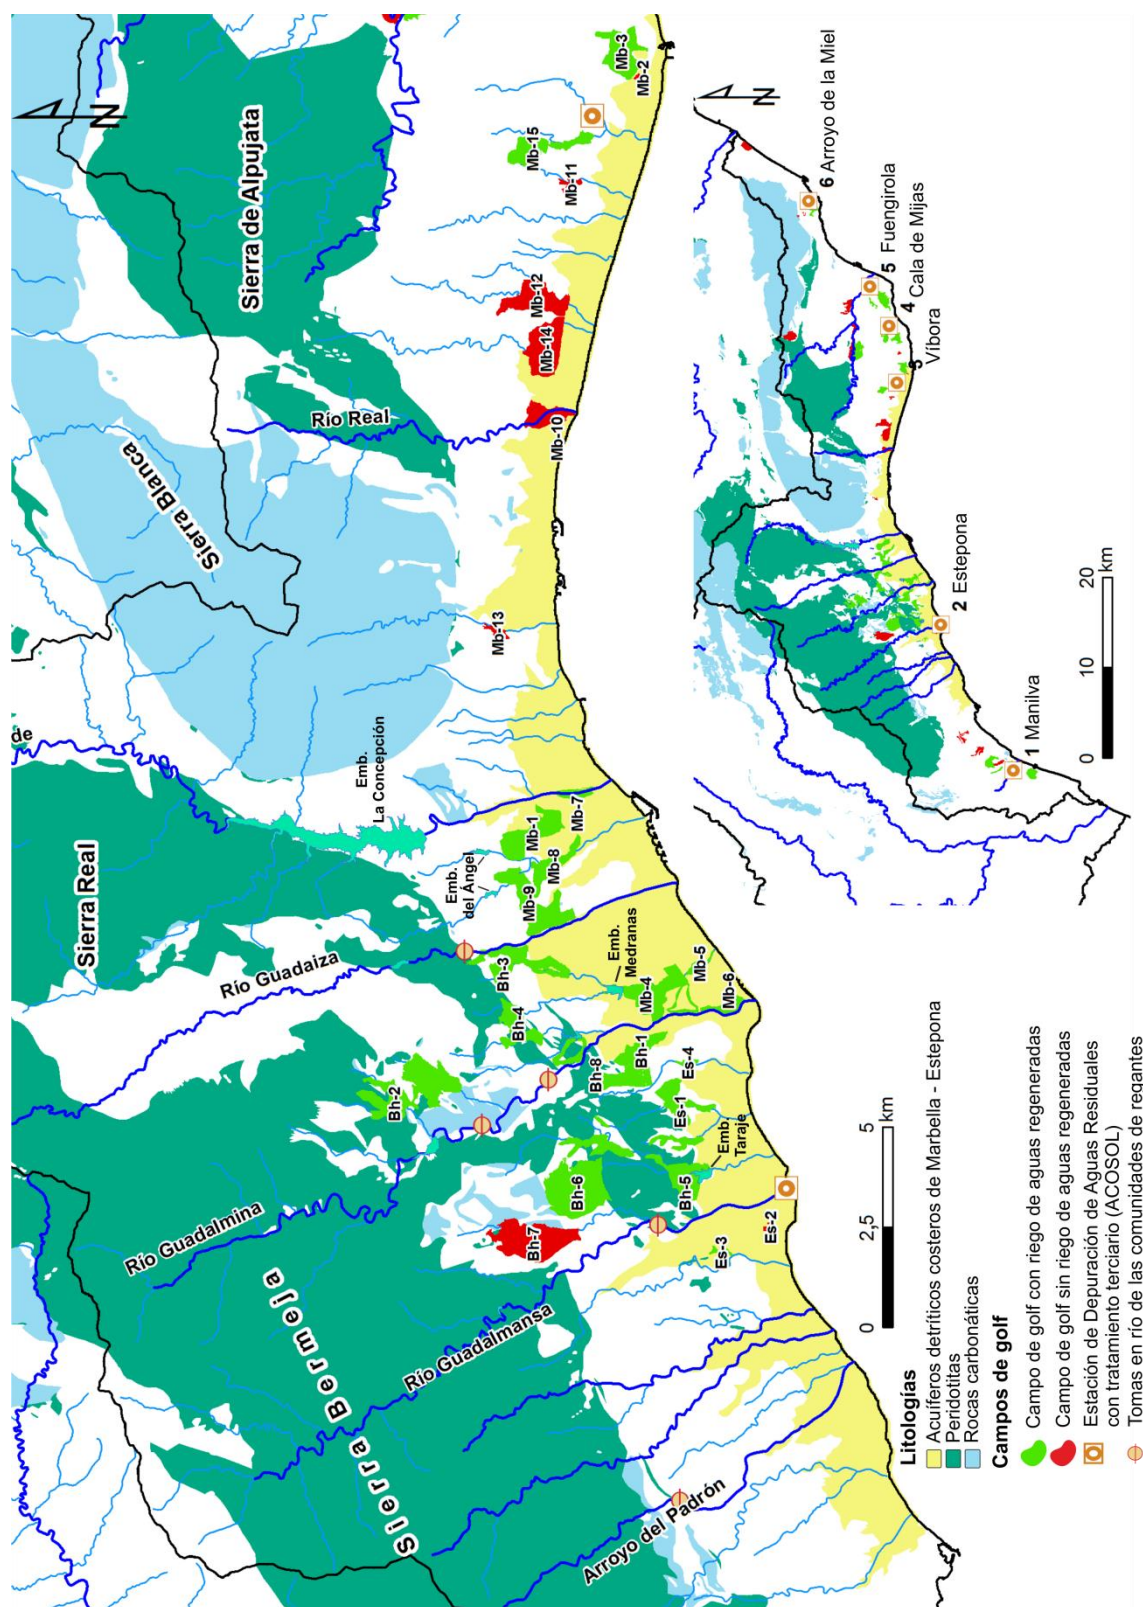 Sierra de Alpujata
N
Mb-3
Mb-2
Mb-15
Mb-11
Mb-12
Mb-14
Río Real
Mb-10
Sierra Blanca
Mb-13
de
Emb.
La Concepción
Sierra Real
Mb-7
Mb-1
Mb-8
Emb.
del Ángel
Mb-9
Río Guadaiza
Bh-3
Emb.
Medranas
Mb-5
Mb-4
Mb-6
Bh-4
Bh-1
Bh-8
Es-4
Bh-2
Es-1
Emb.
Taraje
Bh-6
Bh-5
Río Guadalmina
Bh-7
Es-2
Es-3
Sierra Bermeja
Río Guadalmansa
Arroyo del Padrón
N
6 Arroyo de la Miel
5 Fuengirola
4 Cala de Mijas
3 Víbora
2 Estepona
1 Manilva
0 10 20
km
0 2,5 5
km
Litologías
Acuíferos detríticos costeros de Marbella - Estepona
Peridotitas
Rocas carbonáticas
Campos de golf
Campo de golf con riego de aguas regeneradas
Campo de golf sin riego de aguas regeneradas
Estación de Depuración de Aguas Residuales
con tratamiento terciario (ACOSOL)
Tomas en río de las comunidades de regantes